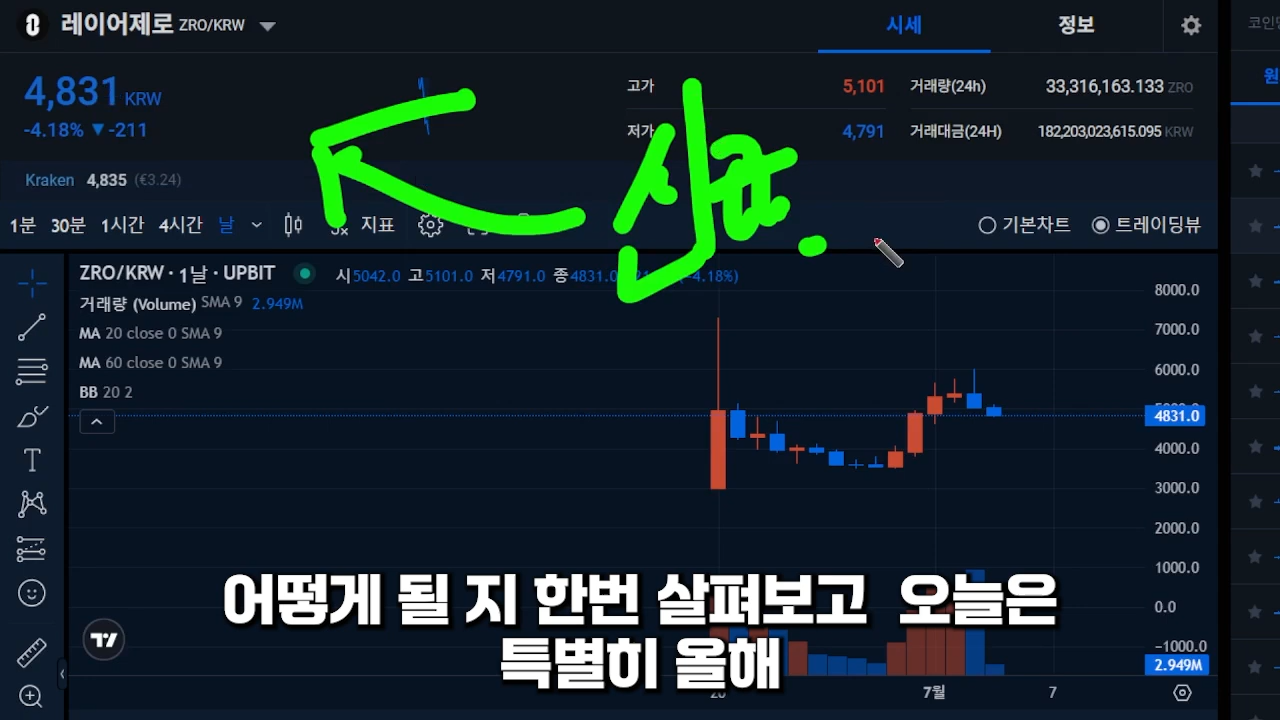 레이어제로 ZRO/KRW
시세
정보
코인
4,831 KRW
-4.18% ▼ -211
고가 5,101
거래량(24h) 33,316,163.133 ZRO
저가 4,791
거래대금(24H) 182,203,023,615.095 KRW
원
Kraken 4,835 (€3.24)
1분 30분 1시간 4시간 날
지표
기본차트
트레이딩뷰
ZRO/KRW · 1날 · UPBIT
시5042.0 고5101.0 저4791.0 종4831.0 -4.18%)
거래량 (Volume) SMA 9 2.949M
MA 20 close 0 SMA 9
MA 60 close 0 SMA 9
BB 20 2
8000.0
7000.0
6000.0
5000.0
4831.0
4000.0
3000.0
2000.0
1000.0
0.0
-1000.0
2.949M
20
7월
7
어떻게 될 지 한번 살펴보고 오늘은
특별히 올해